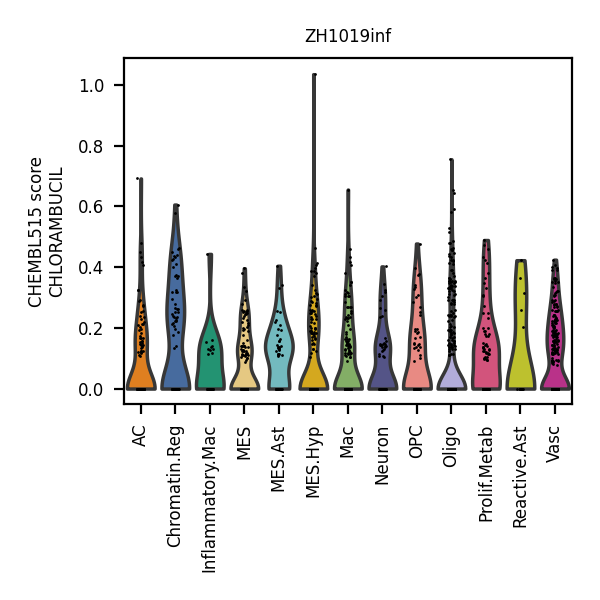 ZH1019inf
CHEMBL515 score
CHLORAMBUCIL
1.0
0.8
0.6
0.4
0.2
0.0
AC
Chromatin.Reg
Inflammatory.Mac
MES
MES.Ast
MES.Hyp
Mac
Neuron
OPC
Oligo
Prolif.Metab
Reactive.Ast
Vasc